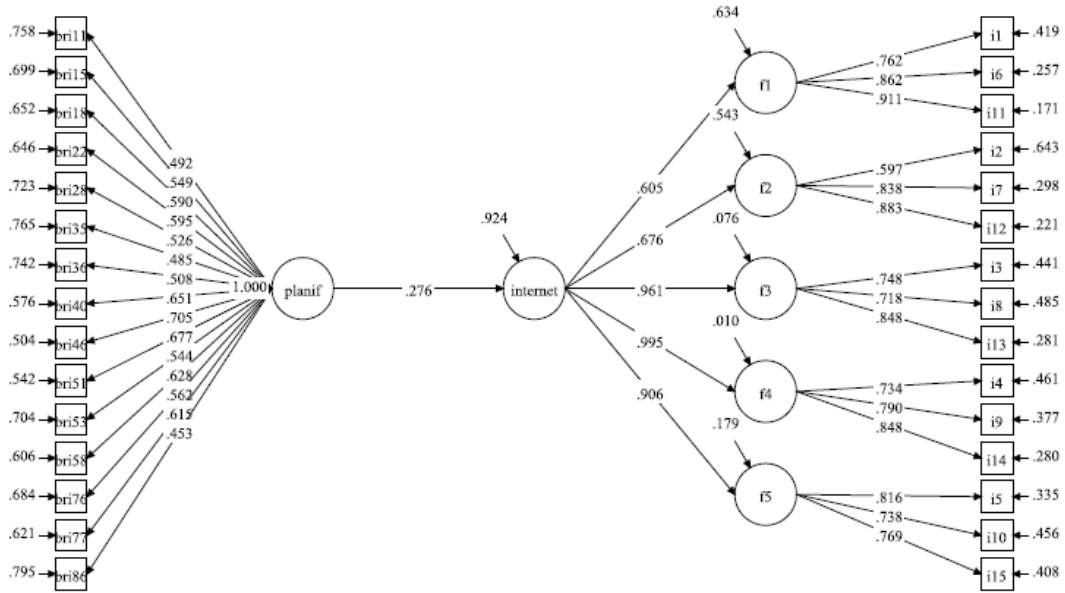 .758 bri11
.699 bri15
.652 bri18
.646 bri22
.723 bri28
.765 bri35
.742 bri36
.576 bri40
.504 bri46
.542 bri51
.704 bri53
.606 bri58
.684 bri76
.621 bri77
.795 bri86
.492
.549
.590
.595
.526
.485
.508
.651
.705
.677
.544
.628
.562
.615
.453
1.000
planif
.276
.924
internet
.605
.676
.961
.995
.906
.634
f1
.543
f2
.076
f3
.010
f4
.179
f5
.762
.862
.911
.597
.838
.883
.748
.718
.848
.734
.790
.848
.816
.738
.769
i1 .419
i6 .257
i11 .171
i2 .643
i7 .298
i12 .221
i3 .441
i8 .485
i13 .281
i4 .461
i9 .377
i14 .280
i5 .335
i10 .456
i15 .408